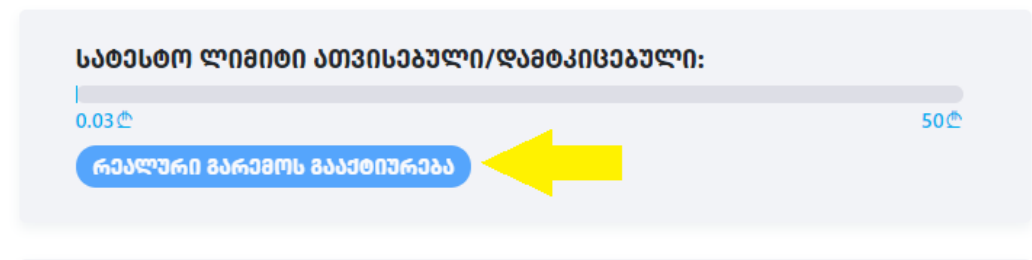 სატესტო ლიმიტი ათვისებული/დამტკიცებული:
0.03₾ 50₾
რეალური გარემოს გააქტიურება